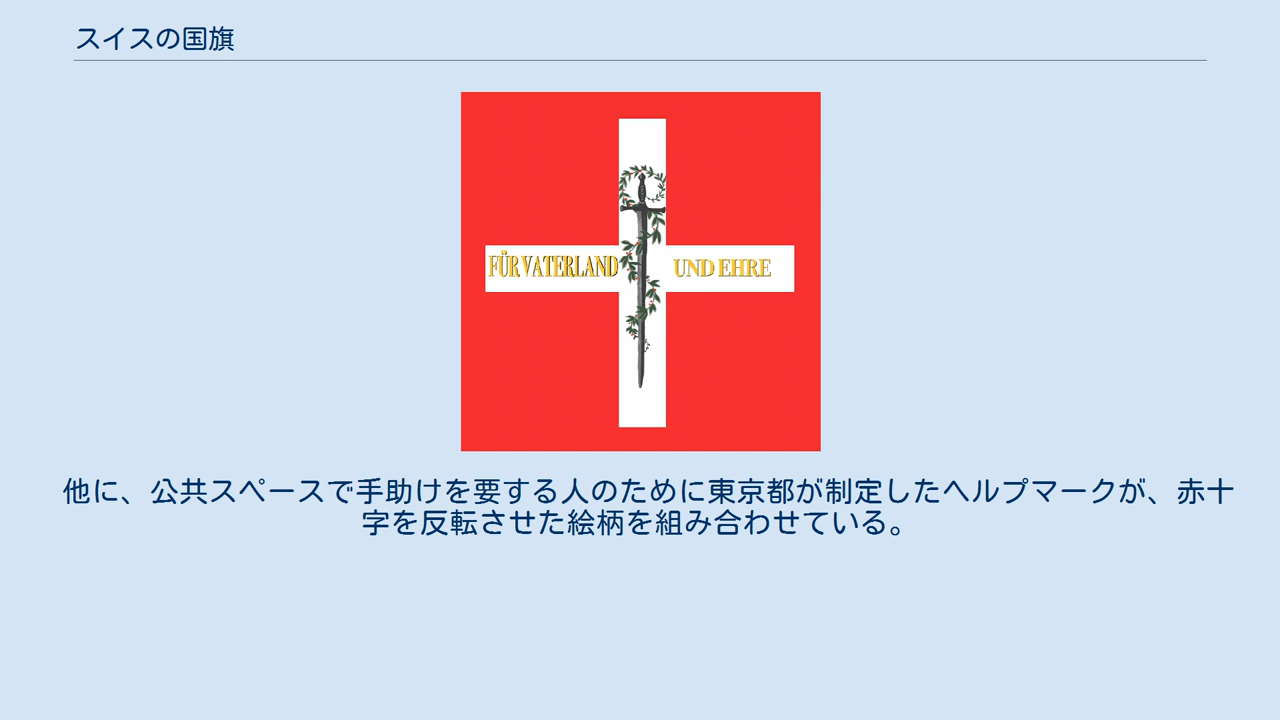 スイスの国旗
FÜR VATERLAND UND EHRE
他に、公共スペースで手助けを要する人のために東京都が制定したヘルプマークが、赤十
字を反転させた絵柄を組み合わせている。